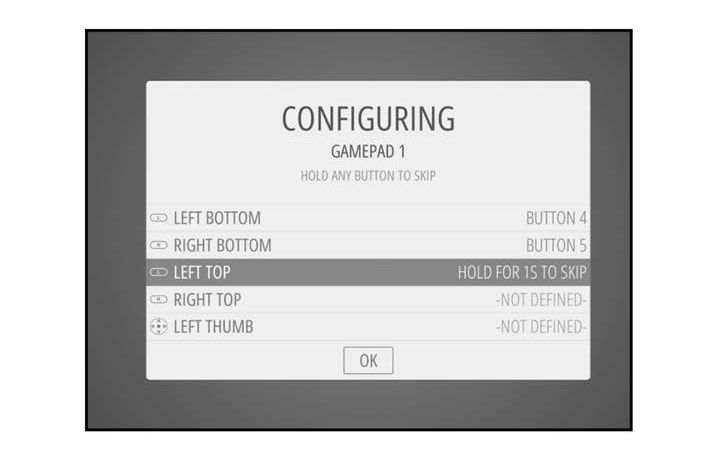 CONFIGURING
GAMEPAD 1
HOLD ANY BUTTON TO SKIP
LEFT BOTTOM BUTTON 4
RIGHT BOTTOM BUTTON 5
LEFT TOP HOLD FOR 1S TO SKIP
RIGHT TOP -NOT DEFINED-
LEFT THUMB -NOT DEFINED-
OK